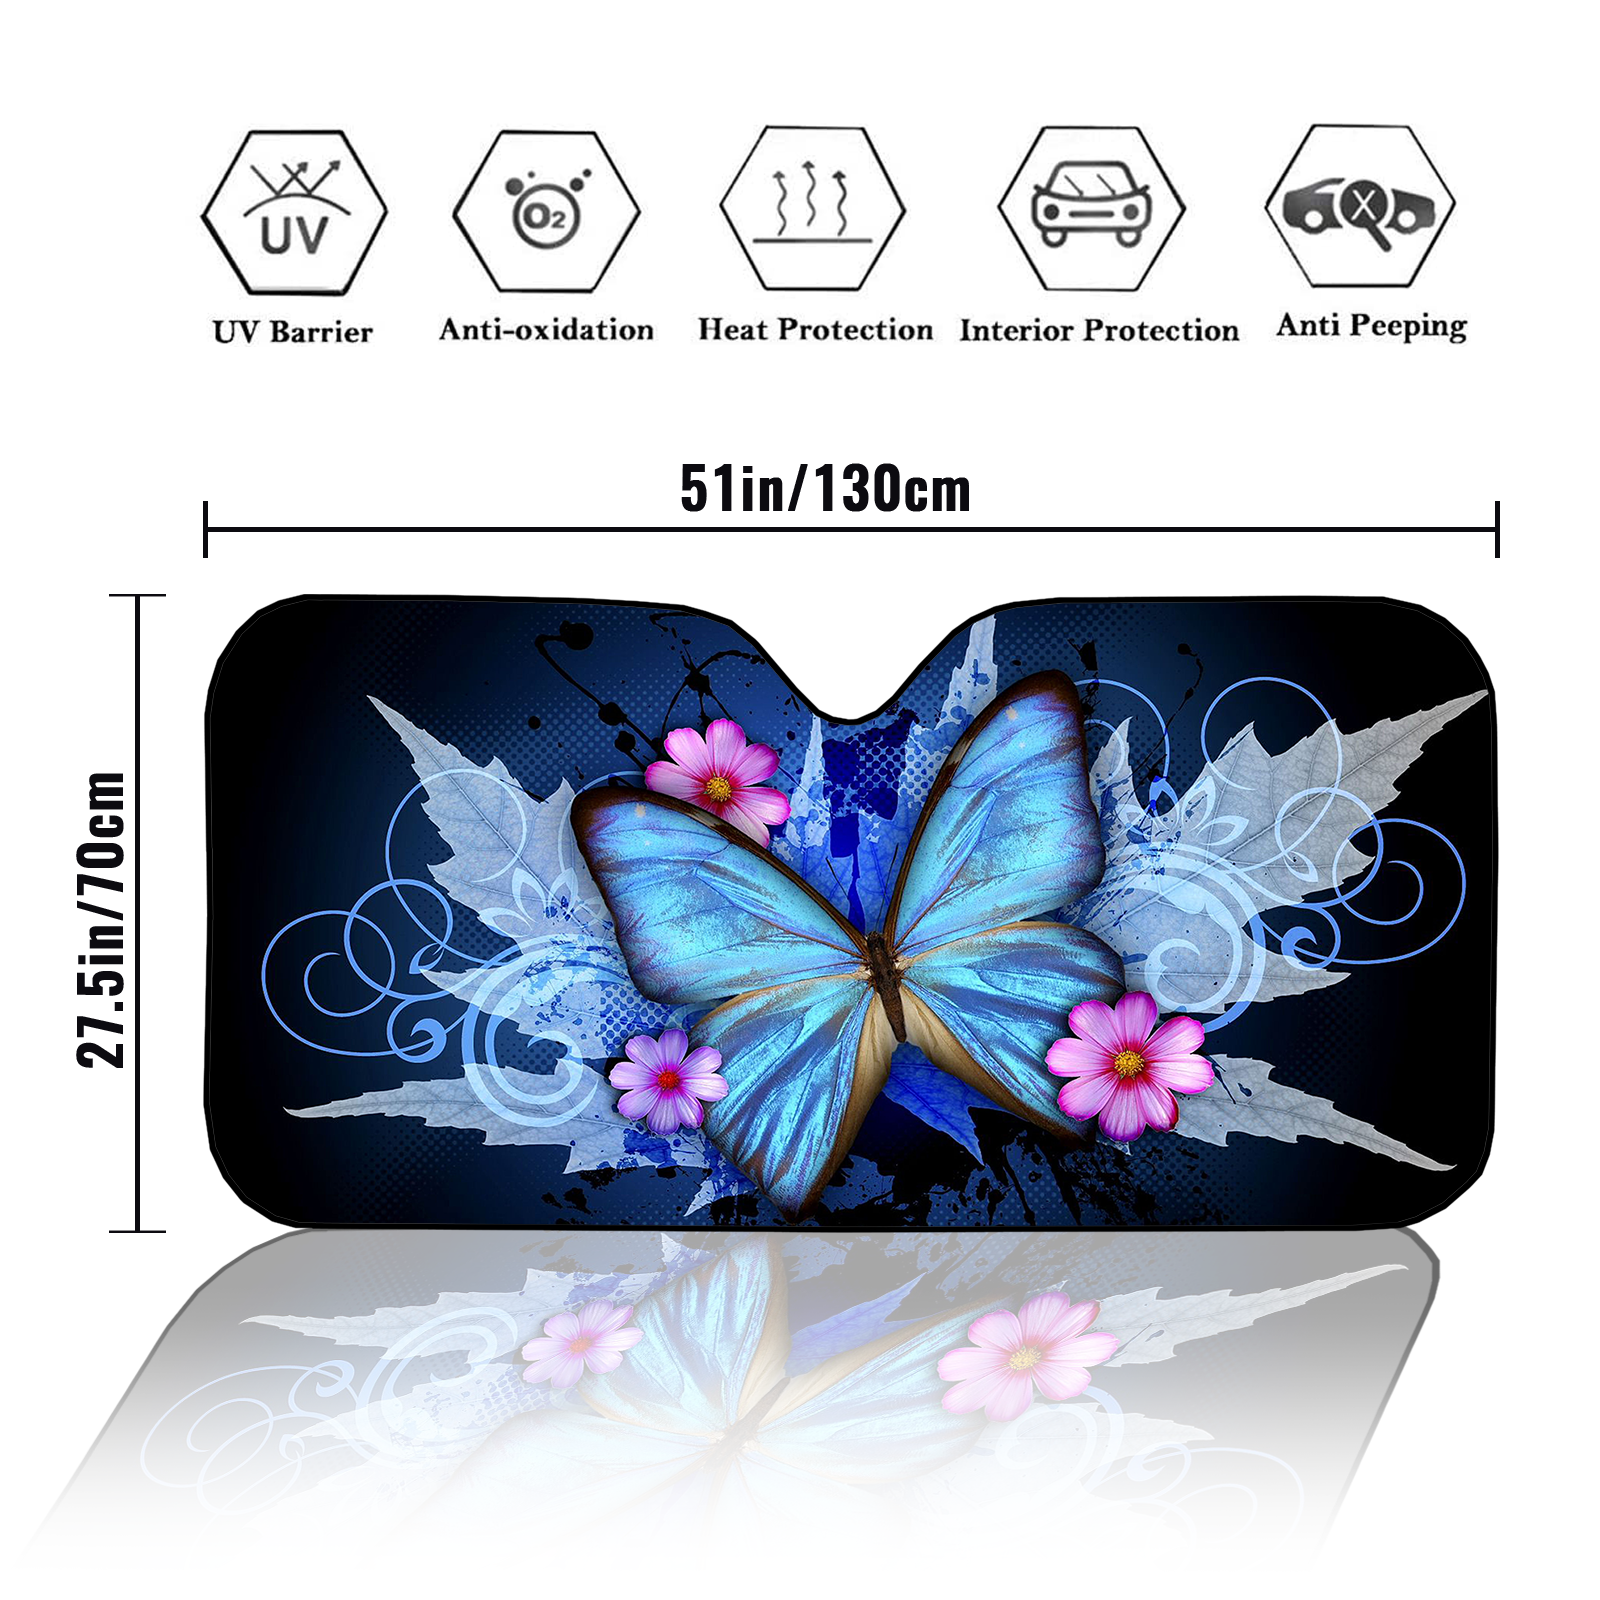 UV
O2
X
UV Barrier
Anti-oxidation
Heat Protection
Interior Protection
Anti Peeping
51in/130cm
27.5in/70cm